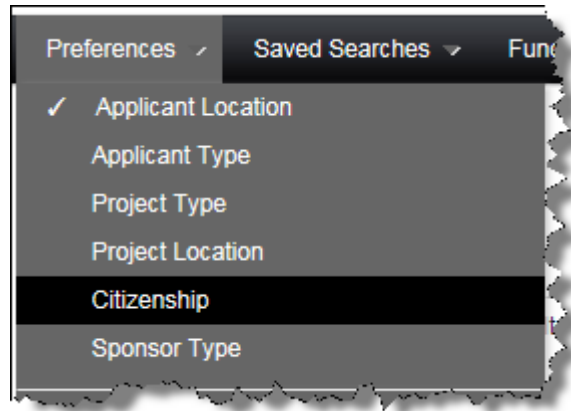 Preferences Saved Searches
✓ Applicant Location
Applicant Type
Project Type
Project Location
Citizenship
Sponsor Type